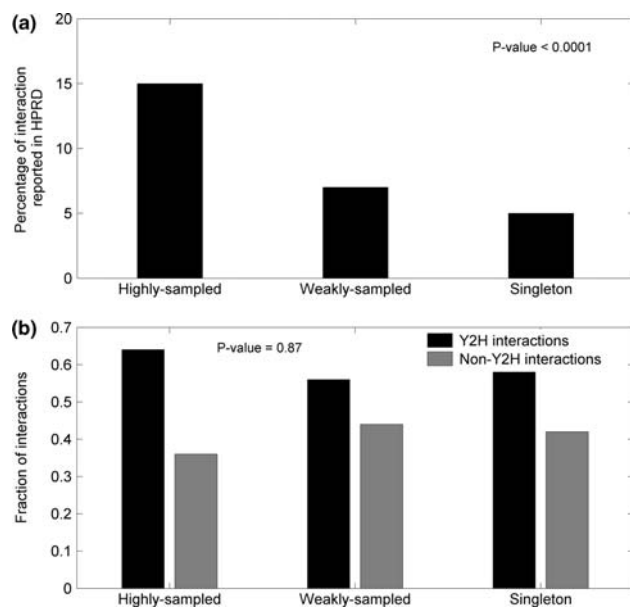 (a)
20
15
10
5
0
Percentage of interaction
reported in HPRD
P-value < 0.0001
Highly-sampled
Weakly-sampled
Singleton
(b)
0.7
0.6
0.5
0.4
0.3
0.2
0.1
0
Fraction of interactions
P-value = 0.87
Y2H interactions
Non-Y2H interactions
Highly-sampled
Weakly-sampled
Singleton